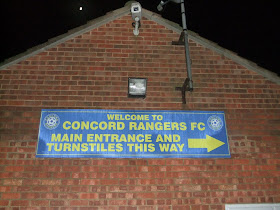 WELCOME TO
CONCORD RANGERS FC
MAIN ENTRANCE AND
TURNSTILES THIS WAY